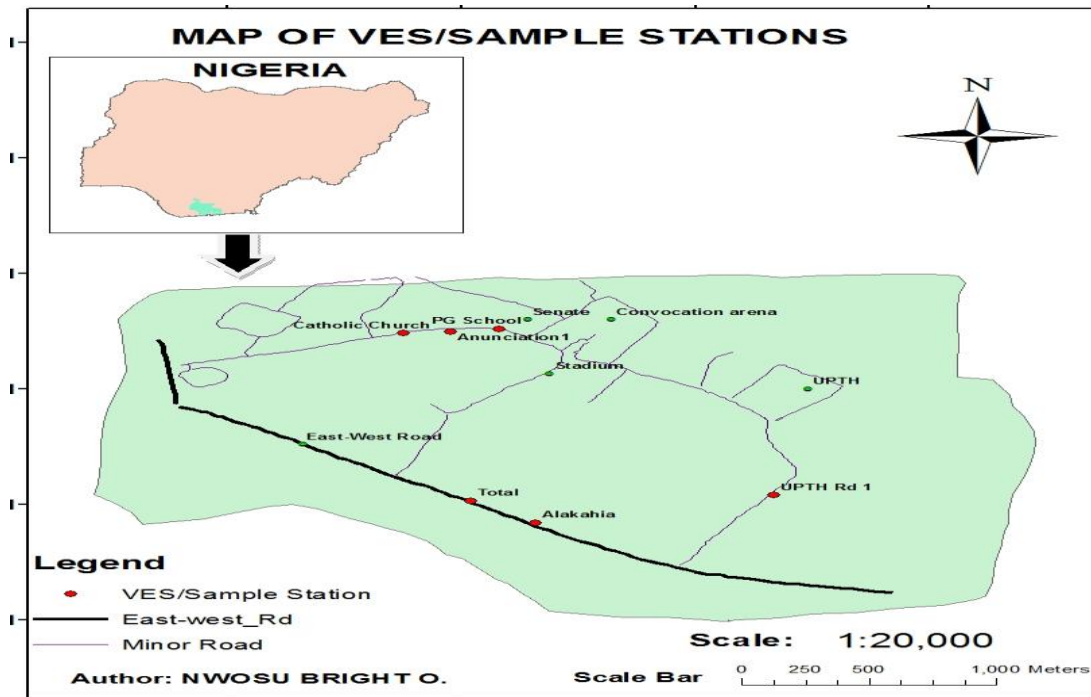 MAP OF VES/SAMPLE STATIONS
NIGERIA
N
Senate
Convocation arena
PG School
Catholic Church
Anunciation1
Stadium
UPTH
East-West Road
Total
UPTH Rd 1
Alakahia
Legend
VES/Sample Station
East-west_Rd
Minor Road
Scale: 1:20,000
0 250 500 1,000 Meters
Author: NWOSU BRIGHT O. Scale Bar